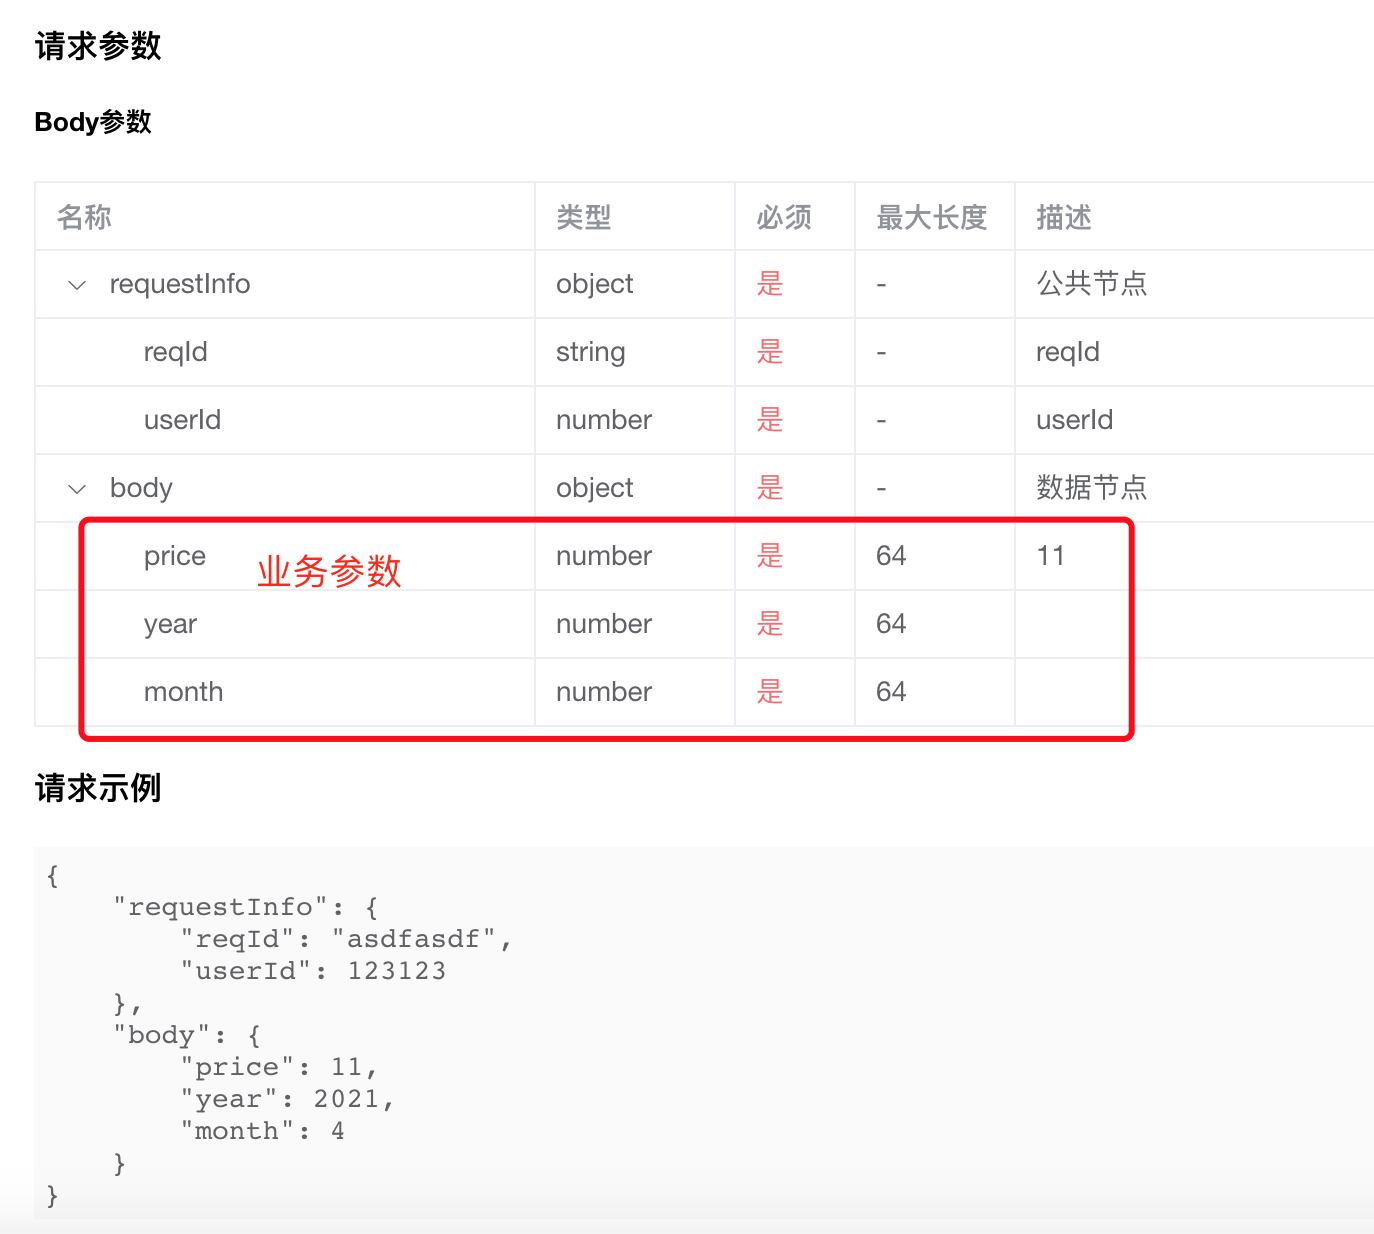 请求参数
Body参数
名称 类型 必须 最大长度 描述
requestInfo object 是 - 公共节点
reqId string 是 - reqId
userId number 是 - userId
body object 是 - 数据节点
price 业务参数 number 是 64 11
year number 是 64
month number 是 64
请求示例
{
"requestInfo": {
"reqId": "asdfasdf",
"userId": 123123
},
"body": {
"price": 11,
"year": 2021,
"month": 4
}
}